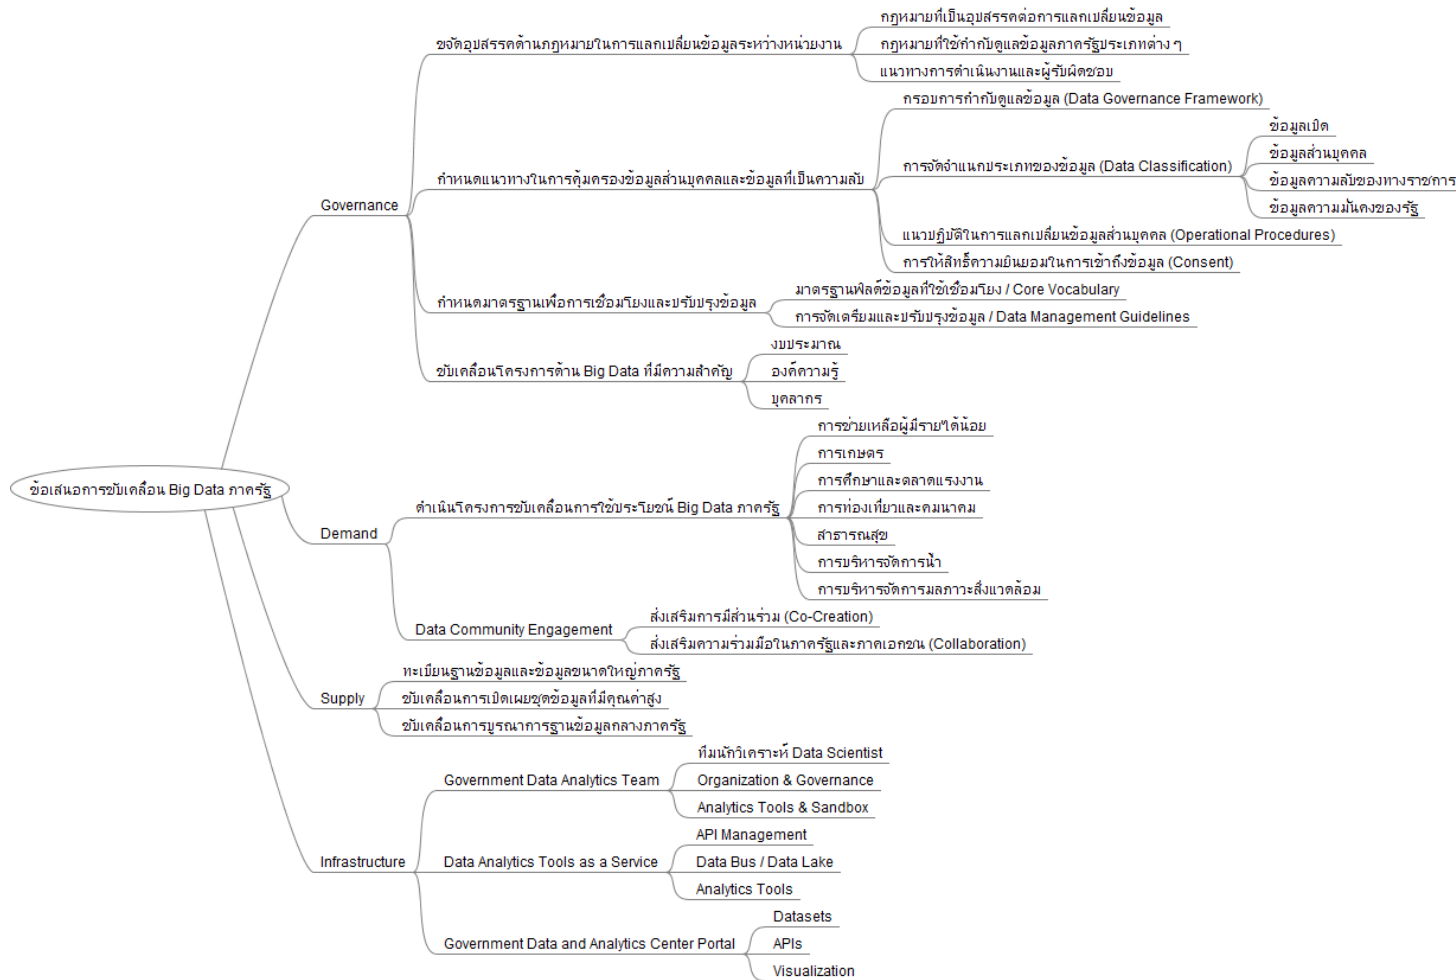 ข้อเสนอการขับเคลื่อน Big Data ภาครัฐ
Governance
ขจัดอุปสรรคด้านกฎหมายในการแลกเปลี่ยนข้อมูลระหว่างหน่วยงาน
กฎหมายที่เป็นอุปสรรคต่อการแลกเปลี่ยนข้อมูล
กฎหมายที่ใช้กำกับดูแลข้อมูลภาครัฐประเภทต่าง ๆ
แนวทางการดำเนินงานและผู้รับผิดชอบ
กำหนดแนวทางในการคุ้มครองข้อมูลส่วนบุคคลและข้อมูลที่เป็นความลับ
กรอบการกำกับดูแลข้อมูล (Data Governance Framework)
การจัดจำแนกประเภทของข้อมูล (Data Classification)
ข้อมูลเปิด
ข้อมูลส่วนบุคคล
ข้อมูลความลับของทางราชการ
ข้อมูลความมั่นคงของรัฐ
แนวปฏิบัติในการแลกเปลี่ยนข้อมูลส่วนบุคคล (Operational Procedures)
การให้สิทธิ์ความยินยอมในการเข้าถึงข้อมูล (Consent)
กำหนดมาตรฐานเพื่อการเชื่อมโยงและปรับปรุงข้อมูล
มาตรฐานฟิลด์ข้อมูลที่ใช้เชื่อมโยง / Core Vocabulary
การจัดเตรียมและปรับปรุงข้อมูล / Data Management Guidelines
ขับเคลื่อนโครงการด้าน Big Data ที่มีความสำคัญ
งบประมาณ
องค์ความรู้
บุคลากร
Demand
ดำเนินโครงการขับเคลื่อนการใช้ประโยชน์ Big Data ภาครัฐ
การช่วยเหลือผู้มีรายได้น้อย
การเกษตร
การศึกษาและตลาดแรงงาน
การท่องเที่ยวและคมนาคม
สาธารณสุข
การบริหารจัดการน้ำ
การบริหารจัดการมลภาวะสิ่งแวดล้อม
Data Community Engagement
ส่งเสริมการมีส่วนร่วม (Co-Creation)
ส่งเสริมความร่วมมือในภาครัฐและภาคเอกชน (Collaboration)
Supply
ทะเบียนฐานข้อมูลและข้อมูลขนาดใหญ่ภาครัฐ
ขับเคลื่อนการเปิดเผยชุดข้อมูลที่มีคุณค่าสูง
ขับเคลื่อนการบูรณาการฐานข้อมูลกลางภาครัฐ
Infrastructure
Government Data Analytics Team
ทีมนักวิเคราะห์ Data Scientist
Organization & Governance
Analytics Tools & Sandbox
Data Analytics Tools as a Service
API Management
Data Bus / Data Lake
Analytics Tools
Government Data and Analytics Center Portal
Datasets
APIs
Visualization